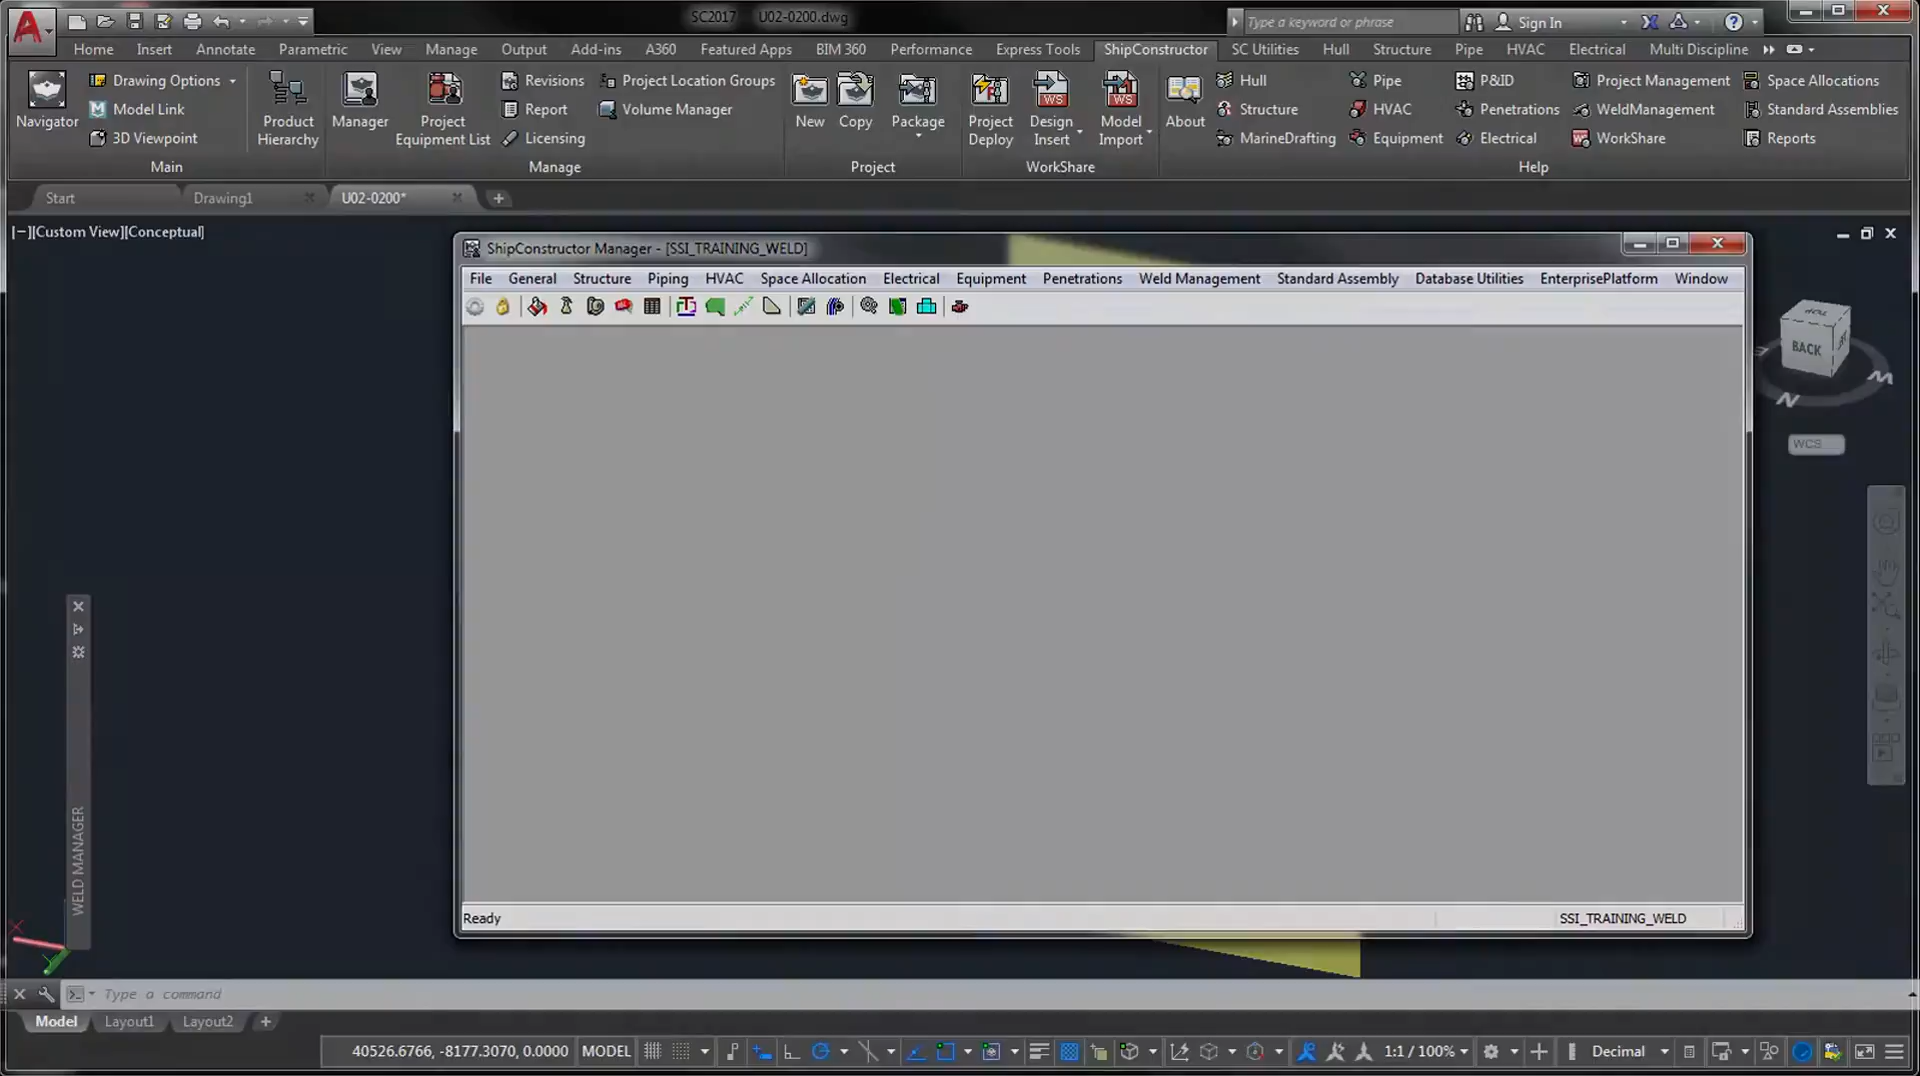 SC2017 U02-0200.dwg
Type a keyword or phrase
Sign In
Home Insert Annotate Parametric View Manage Output Add-ins A360 Featured Apps BIM 360 Performance Express Tools ShipConstructor SC Utilities Hull Structure Pipe HVAC Electrical Multi Discipline
Navigator
Drawing Options
Model Link
3D Viewpoint
Product
Hierarchy
Manager
Project
Equipment List
Revisions
Report
Licensing
Project Location Groups
Volume Manager
New
Copy
Package
Project
Deploy
Design
Insert
Model
Import
About
Hull
Structure
MarineDrafting
Pipe
HVAC
Equipment
P&ID
Penetrations
Electrical
Project Management
WeldManagement
WorkShare
Space Allocations
Standard Assemblies
Reports
Main Manage Project WorkShare Help
Start Drawing1 U02-0200*
[−][Custom View][Conceptual]
ShipConstructor Manager - [SSI_TRAINING_WELD]
File General Structure Piping HVAC Space Allocation Electrical Equipment Penetrations Weld Management Standard Assembly Database Utilities EnterprisePlatform Window
TOP
BACK
N
W
WCS
WELD MANAGER
Ready SSI_TRAINING_WELD
Type a command
Model Layout1 Layout2
40526.6766, -8177.3070, 0.0000 MODEL 1:1 / 100% Decimal